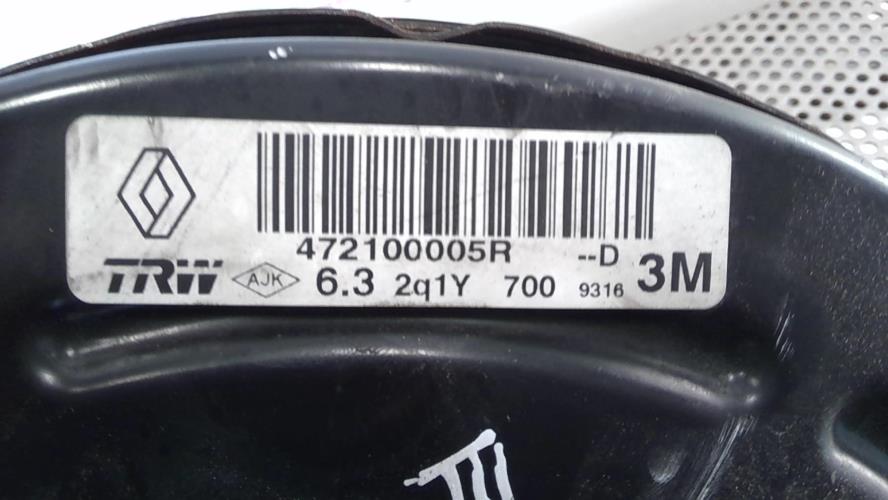 472100005R --D
TRW AJK 6.3 2q1Y 700 9316 3M